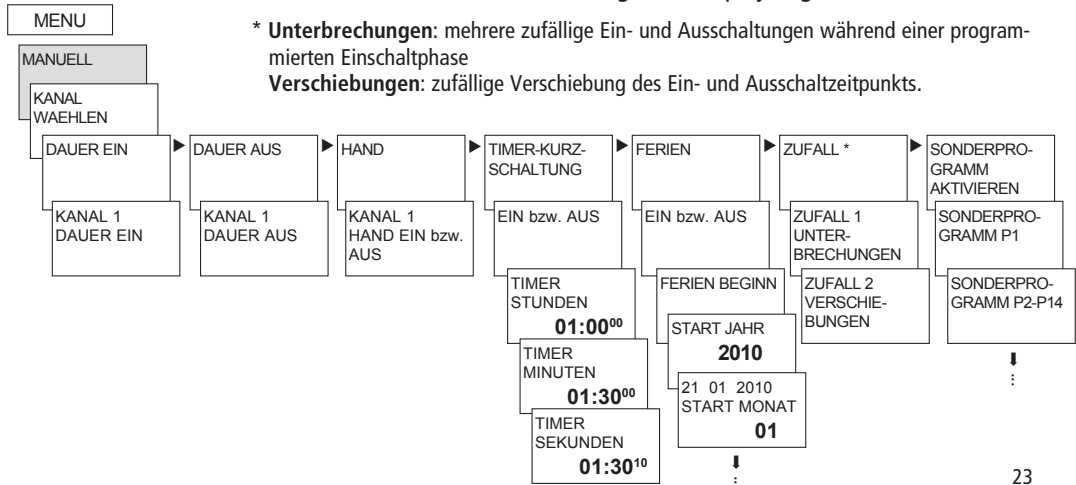 MENU
* Unterbrechungen: mehrere zufällige Ein- und Ausschaltungen während einer program-
mierten Einschaltphase
Verschiebungen: zufällige Verschiebung des Ein- und Ausschaltzeitpunkts.
MANUELL
KANAL
WAEHLEN
DAUER EIN
KANAL 1
DAUER EIN
DAUER AUS
KANAL 1
DAUER AUS
HAND
KANAL 1
HAND EIN bzw.
AUS
TIMER-KURZ-
SCHALTUNG
EIN bzw. AUS
TIMER
STUNDEN
01:00⁰⁰
TIMER
MINUTEN
01:30⁰⁰
TIMER
SEKUNDEN
01:30¹⁰
FERIEN
EIN bzw. AUS
FERIEN BEGINN
START JAHR
2010
21 01 2010
START MONAT
01
ZUFALL *
ZUFALL 1
UNTER-
BRECHUNGEN
ZUFALL 2
VERSCHIE-
BUNGEN
SONDERPRO-
GRAMM
AKTIVIEREN
SONDERPRO-
GRAMM P1
SONDERPRO-
GRAMM P2-P14
23